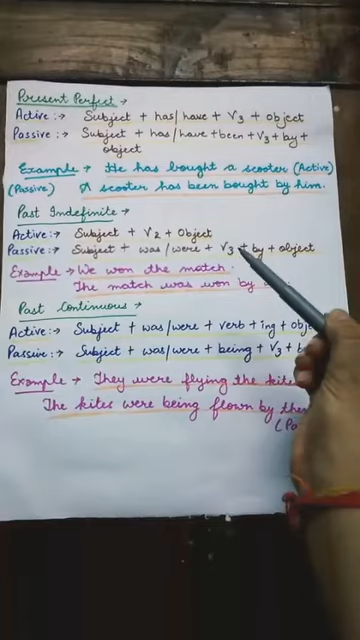 Present Perfect →
Active :→ Subject + has/have + V3 + object
Passive :→ Subject + has/have +been + V3 + by + object
Example :→ He has bought a scooter (Active)
(Passive) A scooter has been bought by him.
Past Indefinite →
Active :→ Subject + V2 + Object
Passive :→ Subject + was/were + V3 + by + object
Example :→ We won the match.
The match was won by
Past Continuous →
Active :→ Subject + was/were + verb + ing +
Passive :→ Subject + was/were + being + V3 +
Example → They were flying the
The kites were being flown by